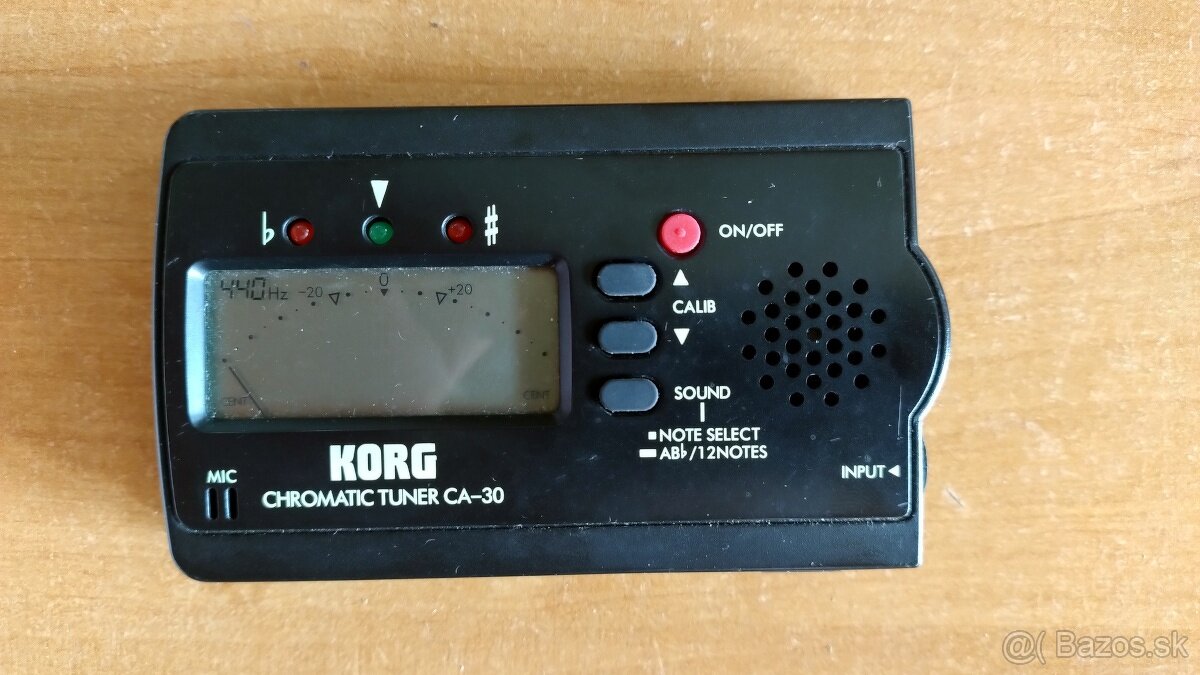 ♭ ▼ ♯
ON/OFF
440Hz -20 0 +20
▲
CALIB
▼
CENT CENT
SOUND
■NOTE SELECT
▬AB♭/12NOTES
KORG
MIC
CHROMATIC TUNER CA-30
INPUT◀
@( Bazos.sk